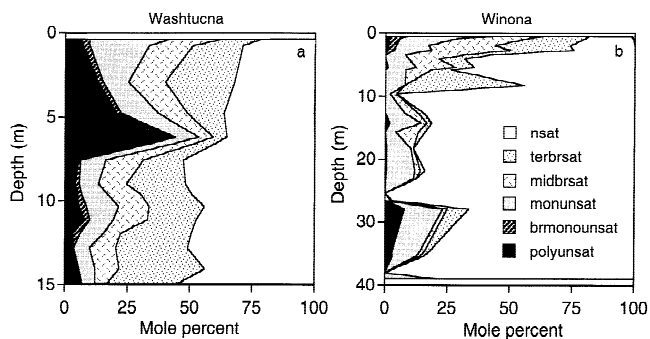 Washtucna
Winona
0
5
10
15
Depth (m)
a
0
25
50
75
100
Mole percent
0
10
20
30
40
Depth (m)
b
nsat
terbrsat
midbrsat
monunsat
brmonounsat
polyunsat
0
25
50
75
100
Mole percent